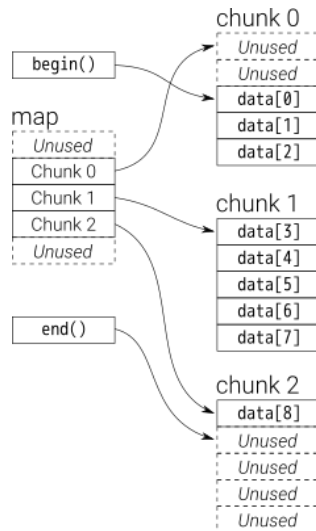 begin()
map
Unused
Chunk 0
Chunk 1
Chunk 2
Unused
end()
chunk 0
Unused
Unused
data[0]
data[1]
data[2]
chunk 1
data[3]
data[4]
data[5]
data[6]
data[7]
chunk 2
data[8]
Unused
Unused
Unused
Unused